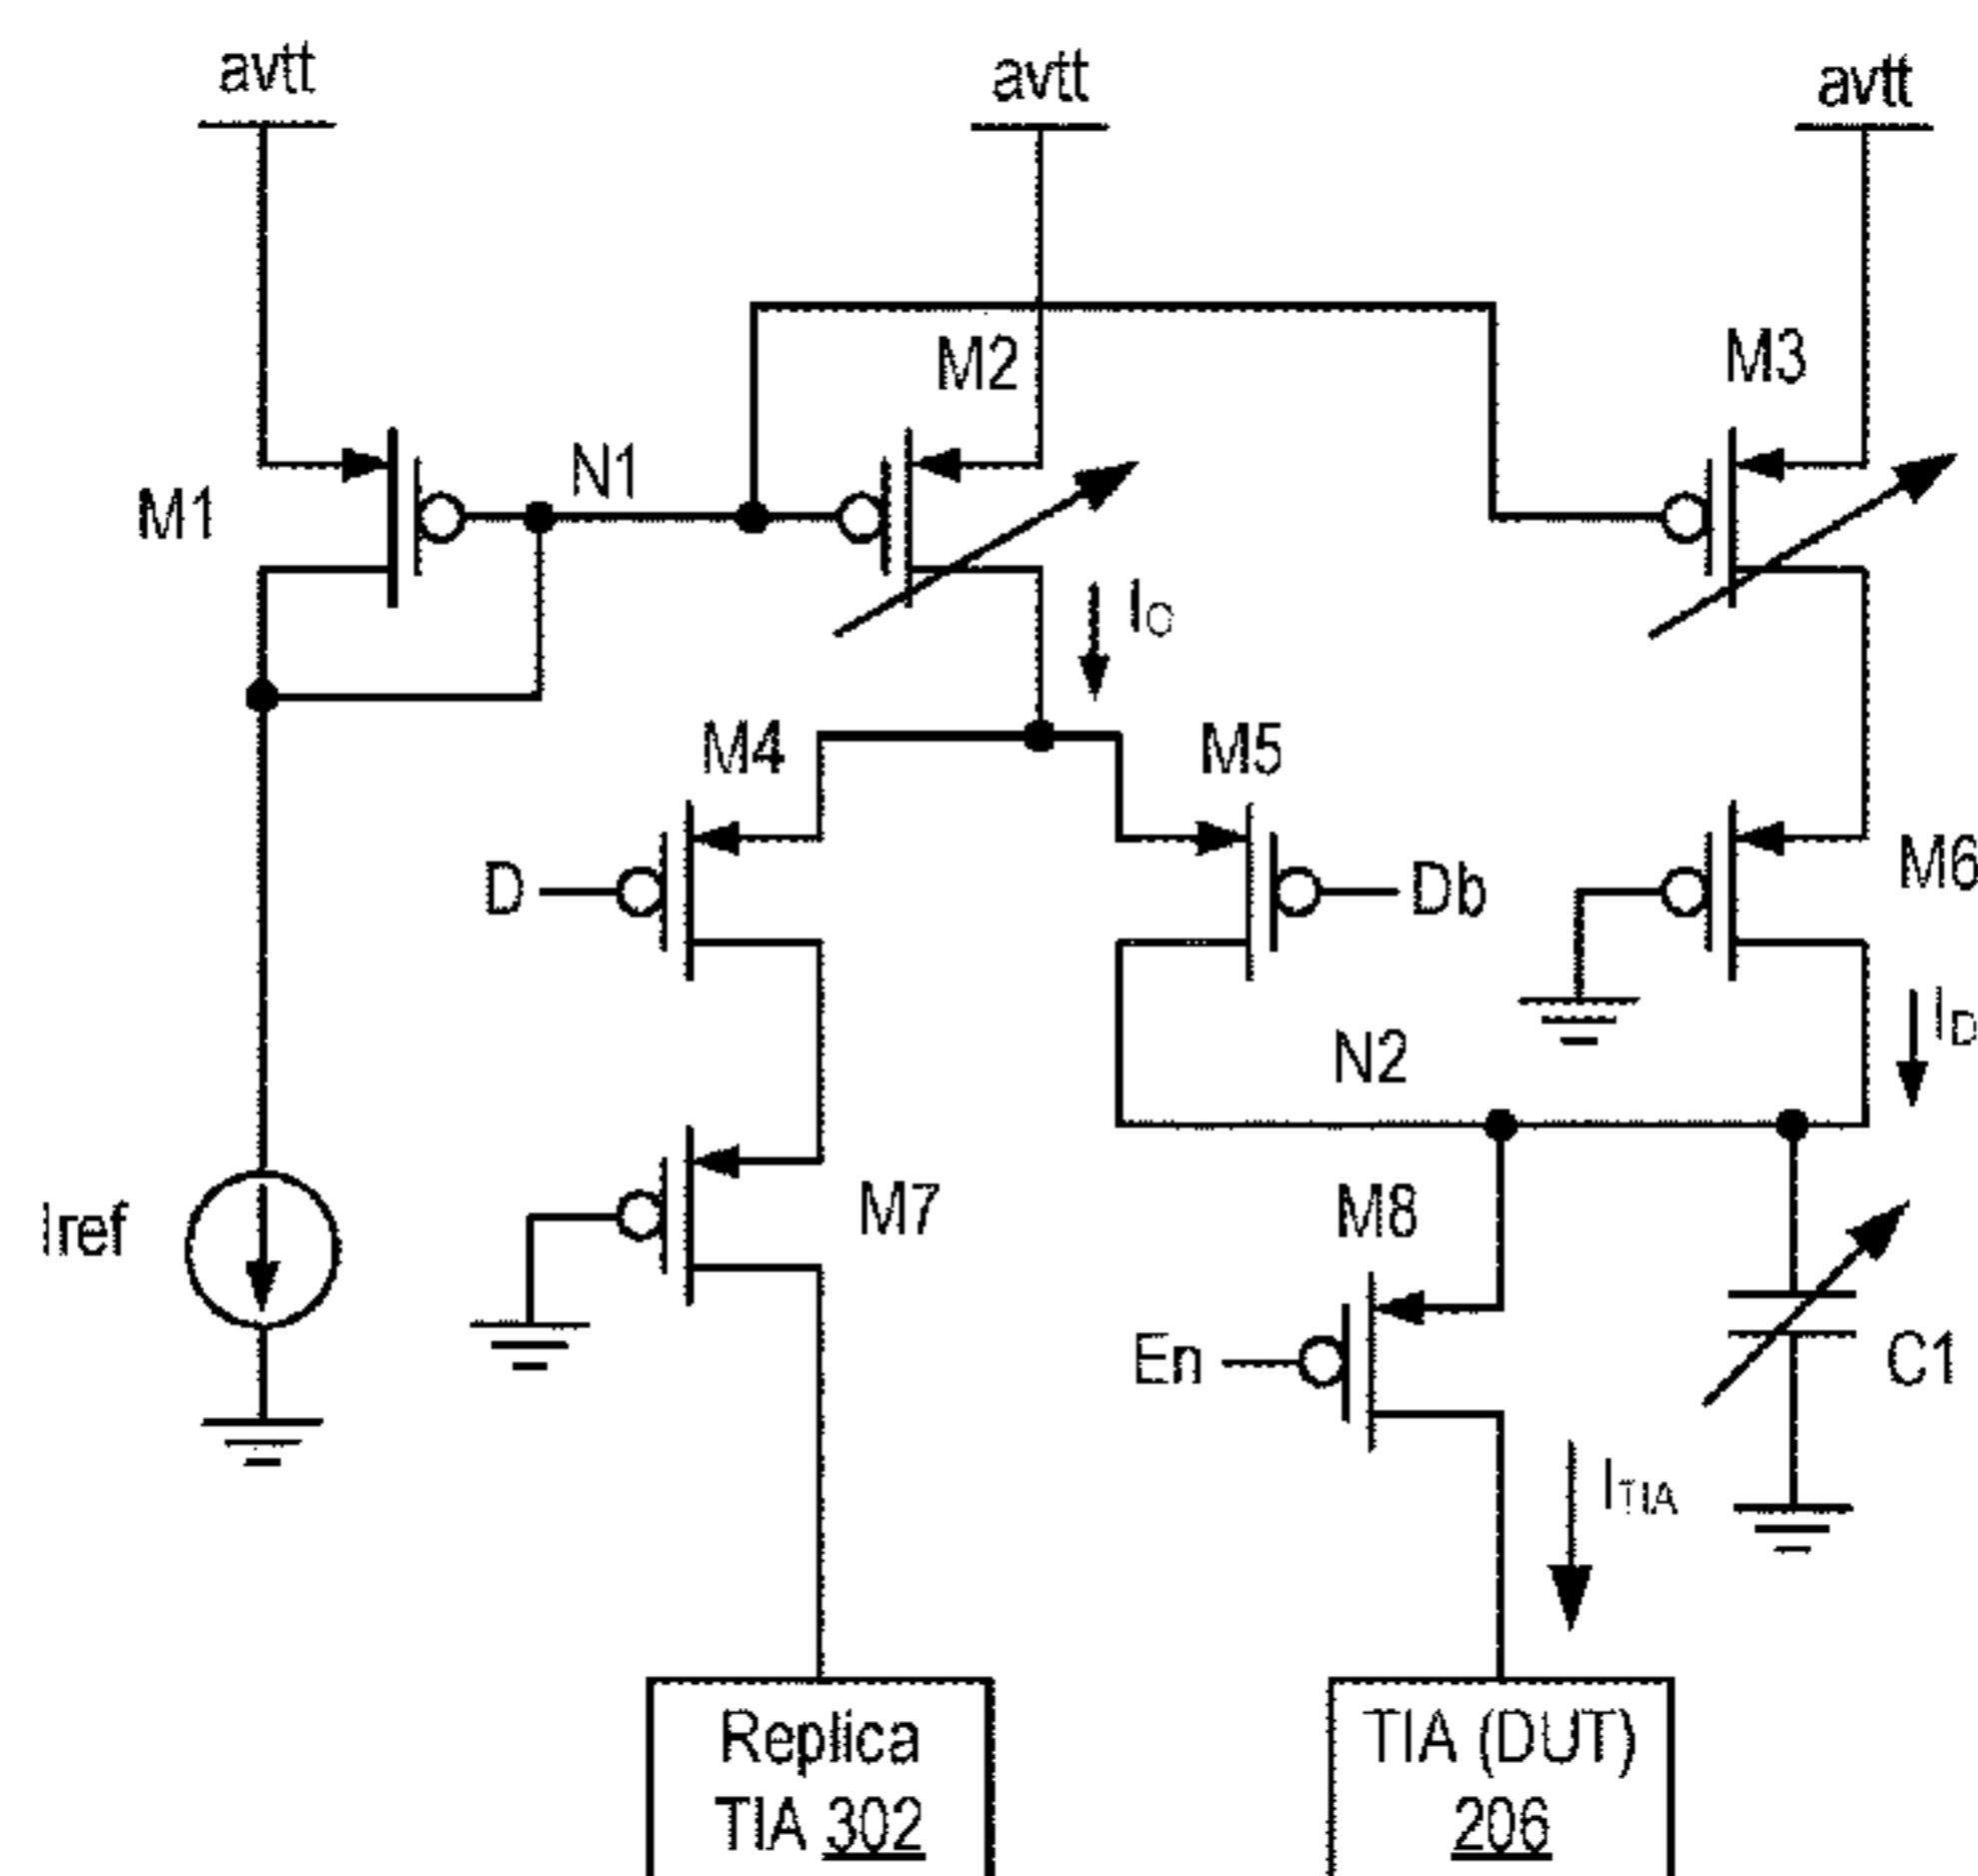 avtt
avtt
avtt
M2
M3
N1
M1
IO
M4
M5
D
Db
M6
ID
N2
Iref
M7
M8
En
C1
ITIA
Replica
TIA 302
TIA (DUT)
206